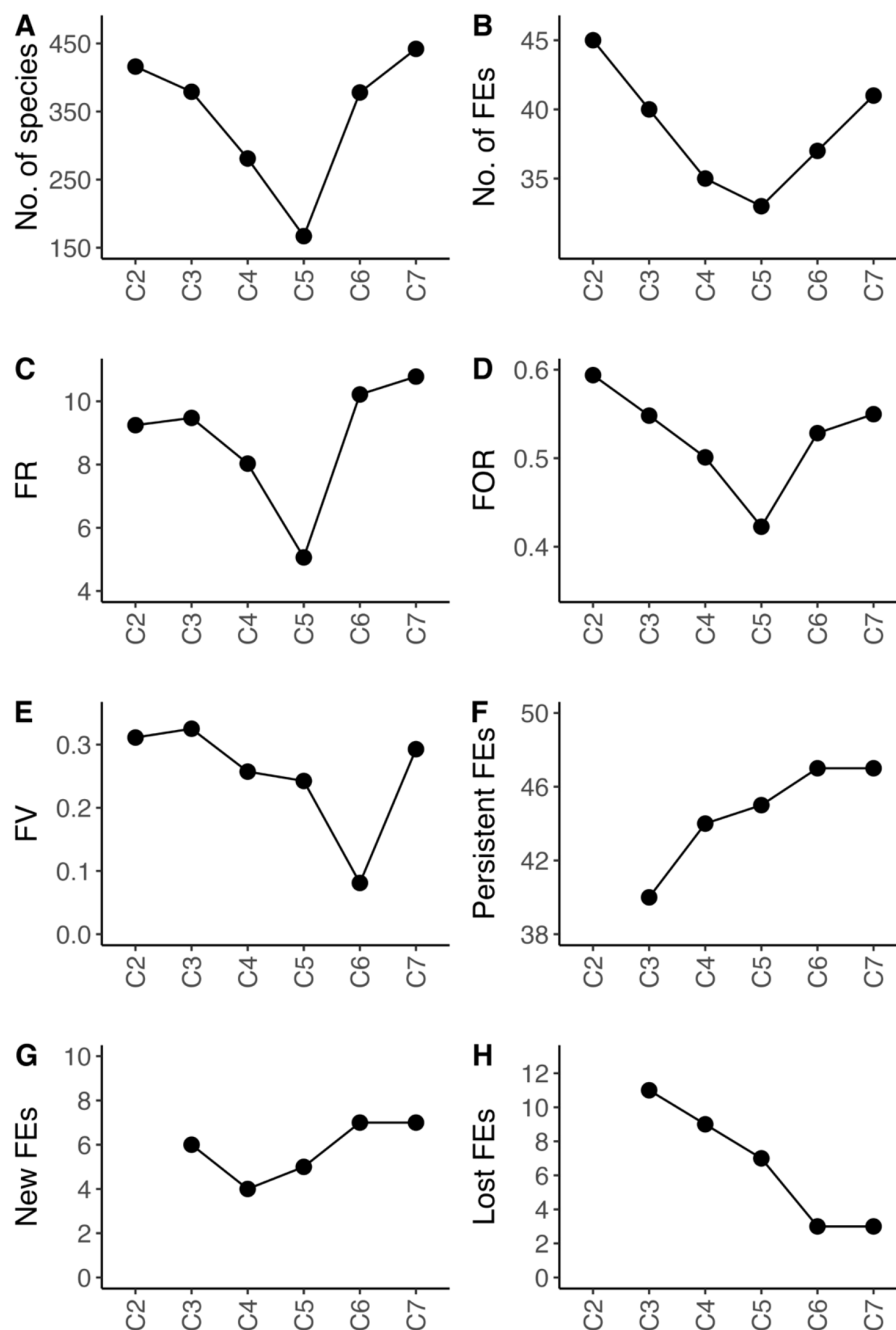 A
No. of species
450
350
250
150
C2 C3 C4 C5 C6 C7
B
No. of FEs
45
40
35
C2 C3 C4 C5 C6 C7
C
FR
10
8
6
4
C2 C3 C4 C5 C6 C7
D
FOR
0.6
0.5
0.4
C2 C3 C4 C5 C6 C7
E
FV
0.3
0.2
0.1
0.0
C2 C3 C4 C5 C6 C7
F
Persistent FEs
50
46
42
38
C2 C3 C4 C5 C6 C7
G
New FEs
10
8
6
4
2
0
C2 C3 C4 C5 C6 C7
H
Lost FEs
12
10
8
6
4
2
0
C2 C3 C4 C5 C6 C7